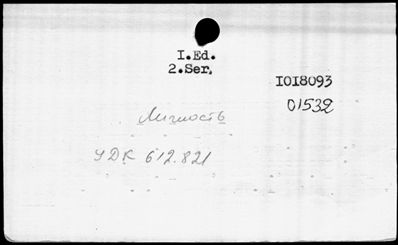 I.Ed.
2.Ser.
IOI8093
01532
Личность
УДК 612.821